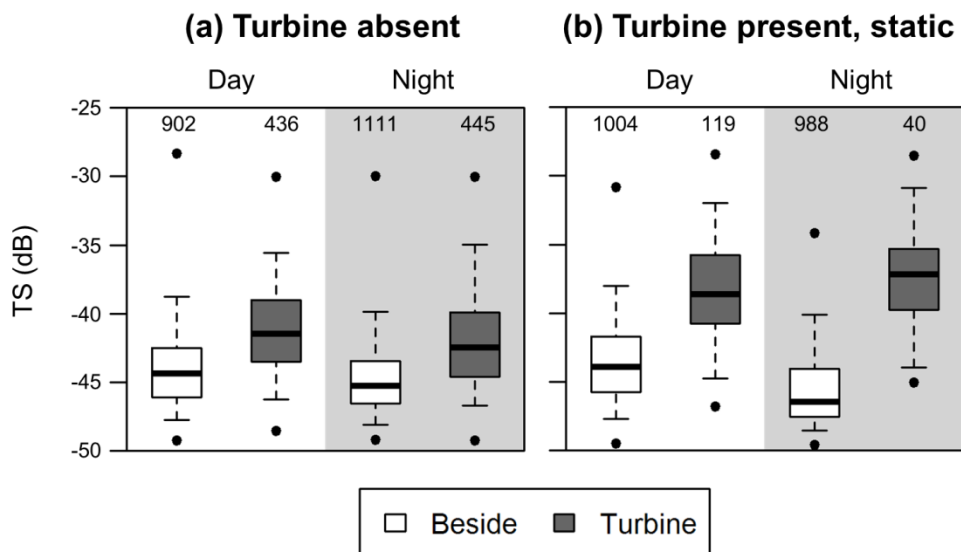 (a) Turbine absent
(b) Turbine present, static
Day Night
Day Night
-25
-30
-35
-40
-45
-50
TS (dB)
902 436 1111 445
1004 119 988 40
Beside Turbine